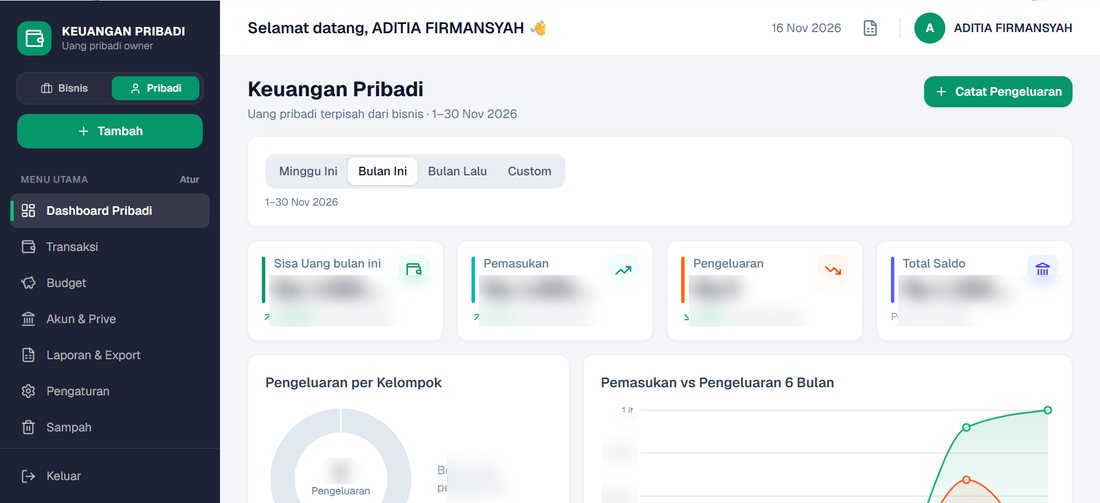 KEUANGAN PRIBADI
Uang pribadi owner
Bisnis
Pribadi
+ Tambah
MENU UTAMA
Atur
Dashboard Pribadi
Transaksi
Budget
Akun & Prive
Laporan & Export
Pengaturan
Sampah
Keluar
Selamat datang, ADITIA FIRMANSYAH 👋
16 Nov 2026
A
ADITIA FIRMANSYAH
Keuangan Pribadi
Uang pribadi terpisah dari bisnis · 1–30 Nov 2026
+ Catat Pengeluaran
Minggu Ini
Bulan Ini
Bulan Lalu
Custom
1–30 Nov 2026
Sisa Uang bulan ini
Pemasukan
Pengeluaran
Total Saldo
Pengeluaran per Kelompok
Pengeluaran
Pemasukan vs Pengeluaran 6 Bulan
1 jt